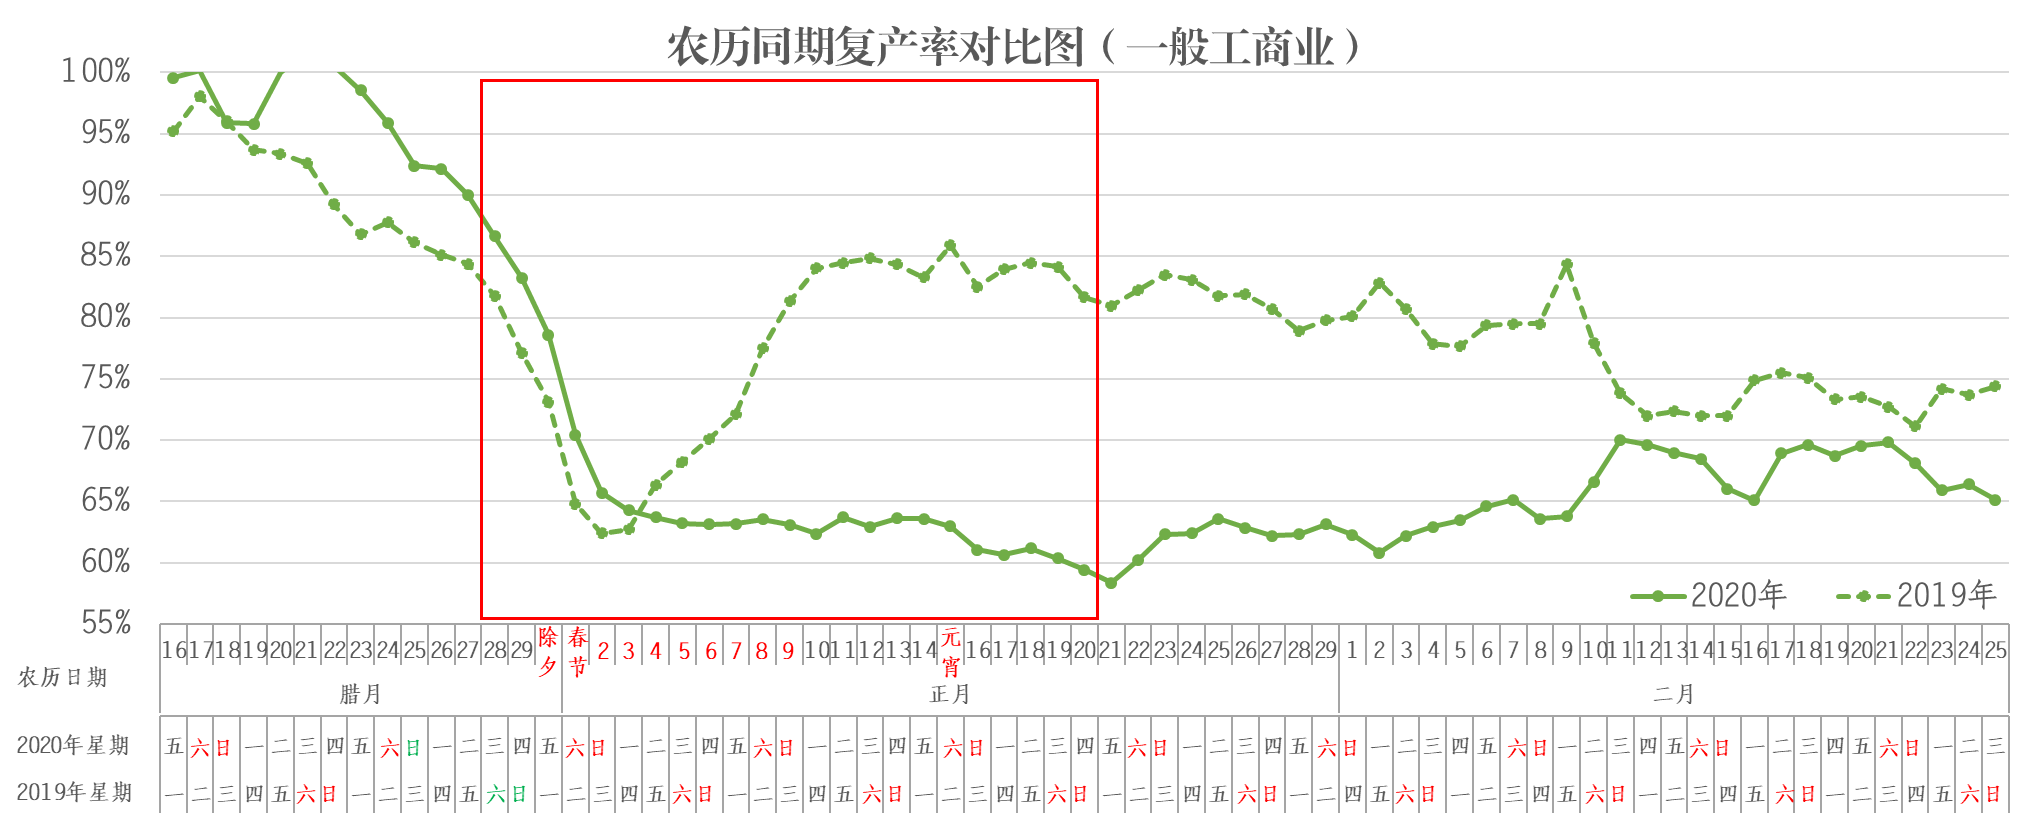 农历同期复产率对比图（一般工商业）
100%
95%
90%
85%
80%
75%
70%
65%
60%
55%
2020年 2019年
农历日期 16 17 18 19 20 21 22 23 24 25 26 27 28 29 除夕 春节 2 3 4 5 6 7 8 9 10 11 12 13 14 元宵 16 17 18 19 20 21 22 23 24 25 26 27 28 29 1 2 3 4 5 6 7 8 9 10 11 12 13 14 15 16 17 18 19 20 21 22 23 24 25
腊月 正月 二月
2020年星期 五 六 日 一 二 三 四 五 六 日 一 二 三 四 五 六 日 一 二 三 四 五 六 日 一 二 三 四 五 六 日 一 二 三 四 五 六 日 一 二 三 四 五 六 日 一 二 三 四 五 六 日 一 二 三 四 五 六 日 一 二 三 四 五 六 日 一 二 三
2019年星期 一 二 三 四 五 六 日 一 二 三 四 五 六 日 一 二 三 四 五 六 日 一 二 三 四 五 六 日 一 二 三 四 五 六 日 一 二 三 四 五 六 日 一 二 三 四 五 六 日 一 二 三 四 五 六 日 一 二 三 四 五 六 日 一 二 三 四 五 六 日